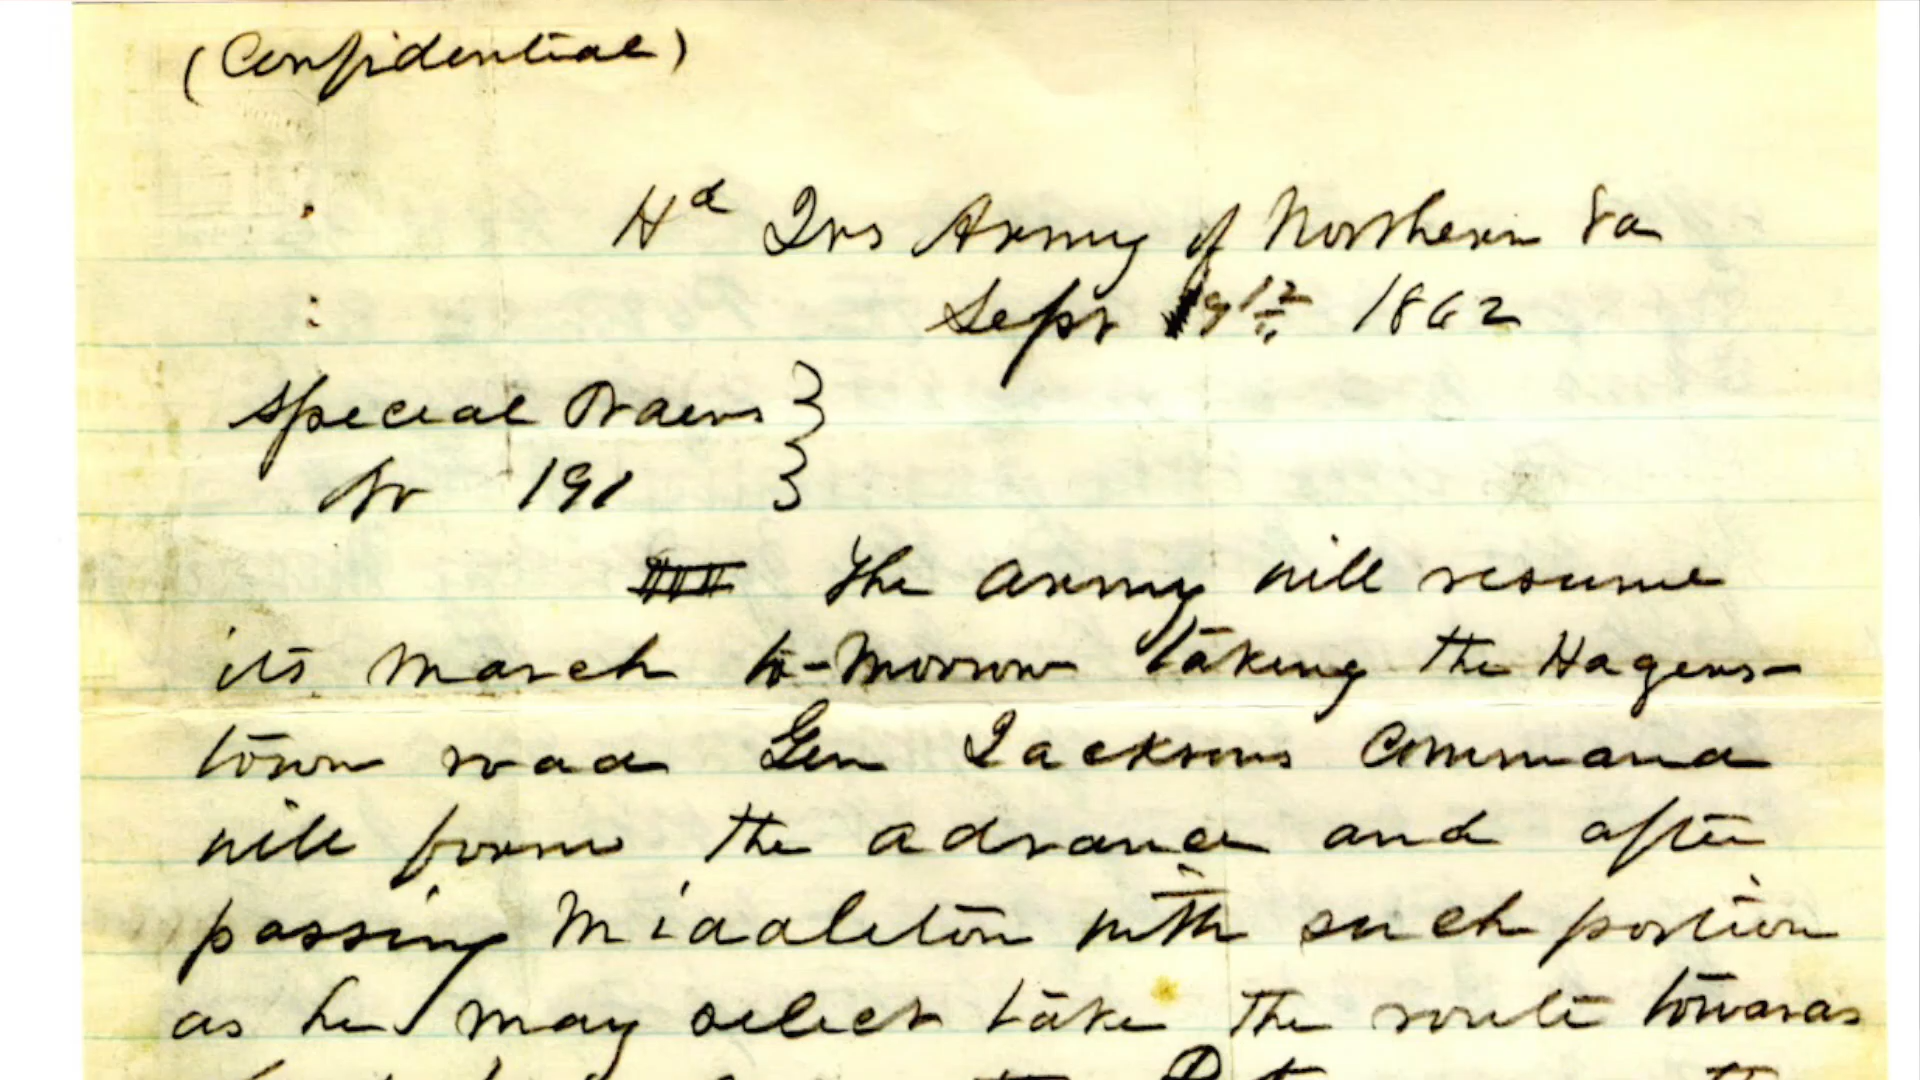 (Confidential)
Hd Qrs Army of Northern Va
Sept 9th 1862
Special Orders }
No 191 }
III The Army will resume
its march to-morrow taking the Hagers-
town road Gen Jacksons Command
will form the advance and after
passing Middleton with such portion
as he may select take the route towards